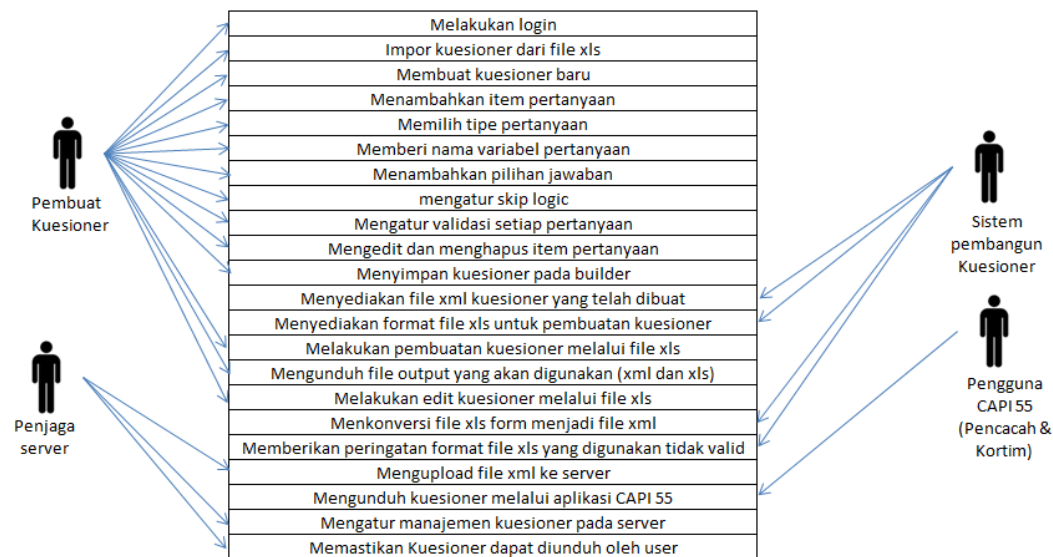 Melakukan login
Impor kuesioner dari file xls
Membuat kuesioner baru
Menambahkan item pertanyaan
Memilih tipe pertanyaan
Memberi nama variabel pertanyaan
Menambahkan pilihan jawaban
mengatur skip logic
Mengatur validasi setiap pertanyaan
Mengedit dan menghapus item pertanyaan
Menyimpan kuesioner pada builder
Menyediakan file xml kuesioner yang telah dibuat
Menyediakan format file xls untuk pembuatan kuesioner
Melakukan pembuatan kuesioner melalui file xls
Mengunduh file output yang akan digunakan (xml dan xls)
Melakukan edit kuesioner melalui file xls
Menkonversi file xls form menjadi file xml
Memberikan peringatan format file xls yang digunakan tidak valid
Mengupload file xml ke server
Mengunduh kuesioner melalui aplikasi CAPI 55
Mengatur manajemen kuesioner pada server
Memastikan Kuesioner dapat diunduh oleh user
Pembuat
Kuesioner
Penjaga
server
Sistem
pembangun
Kuesioner
Pengguna
CAPI 55
(Pencacah &
Kortim)